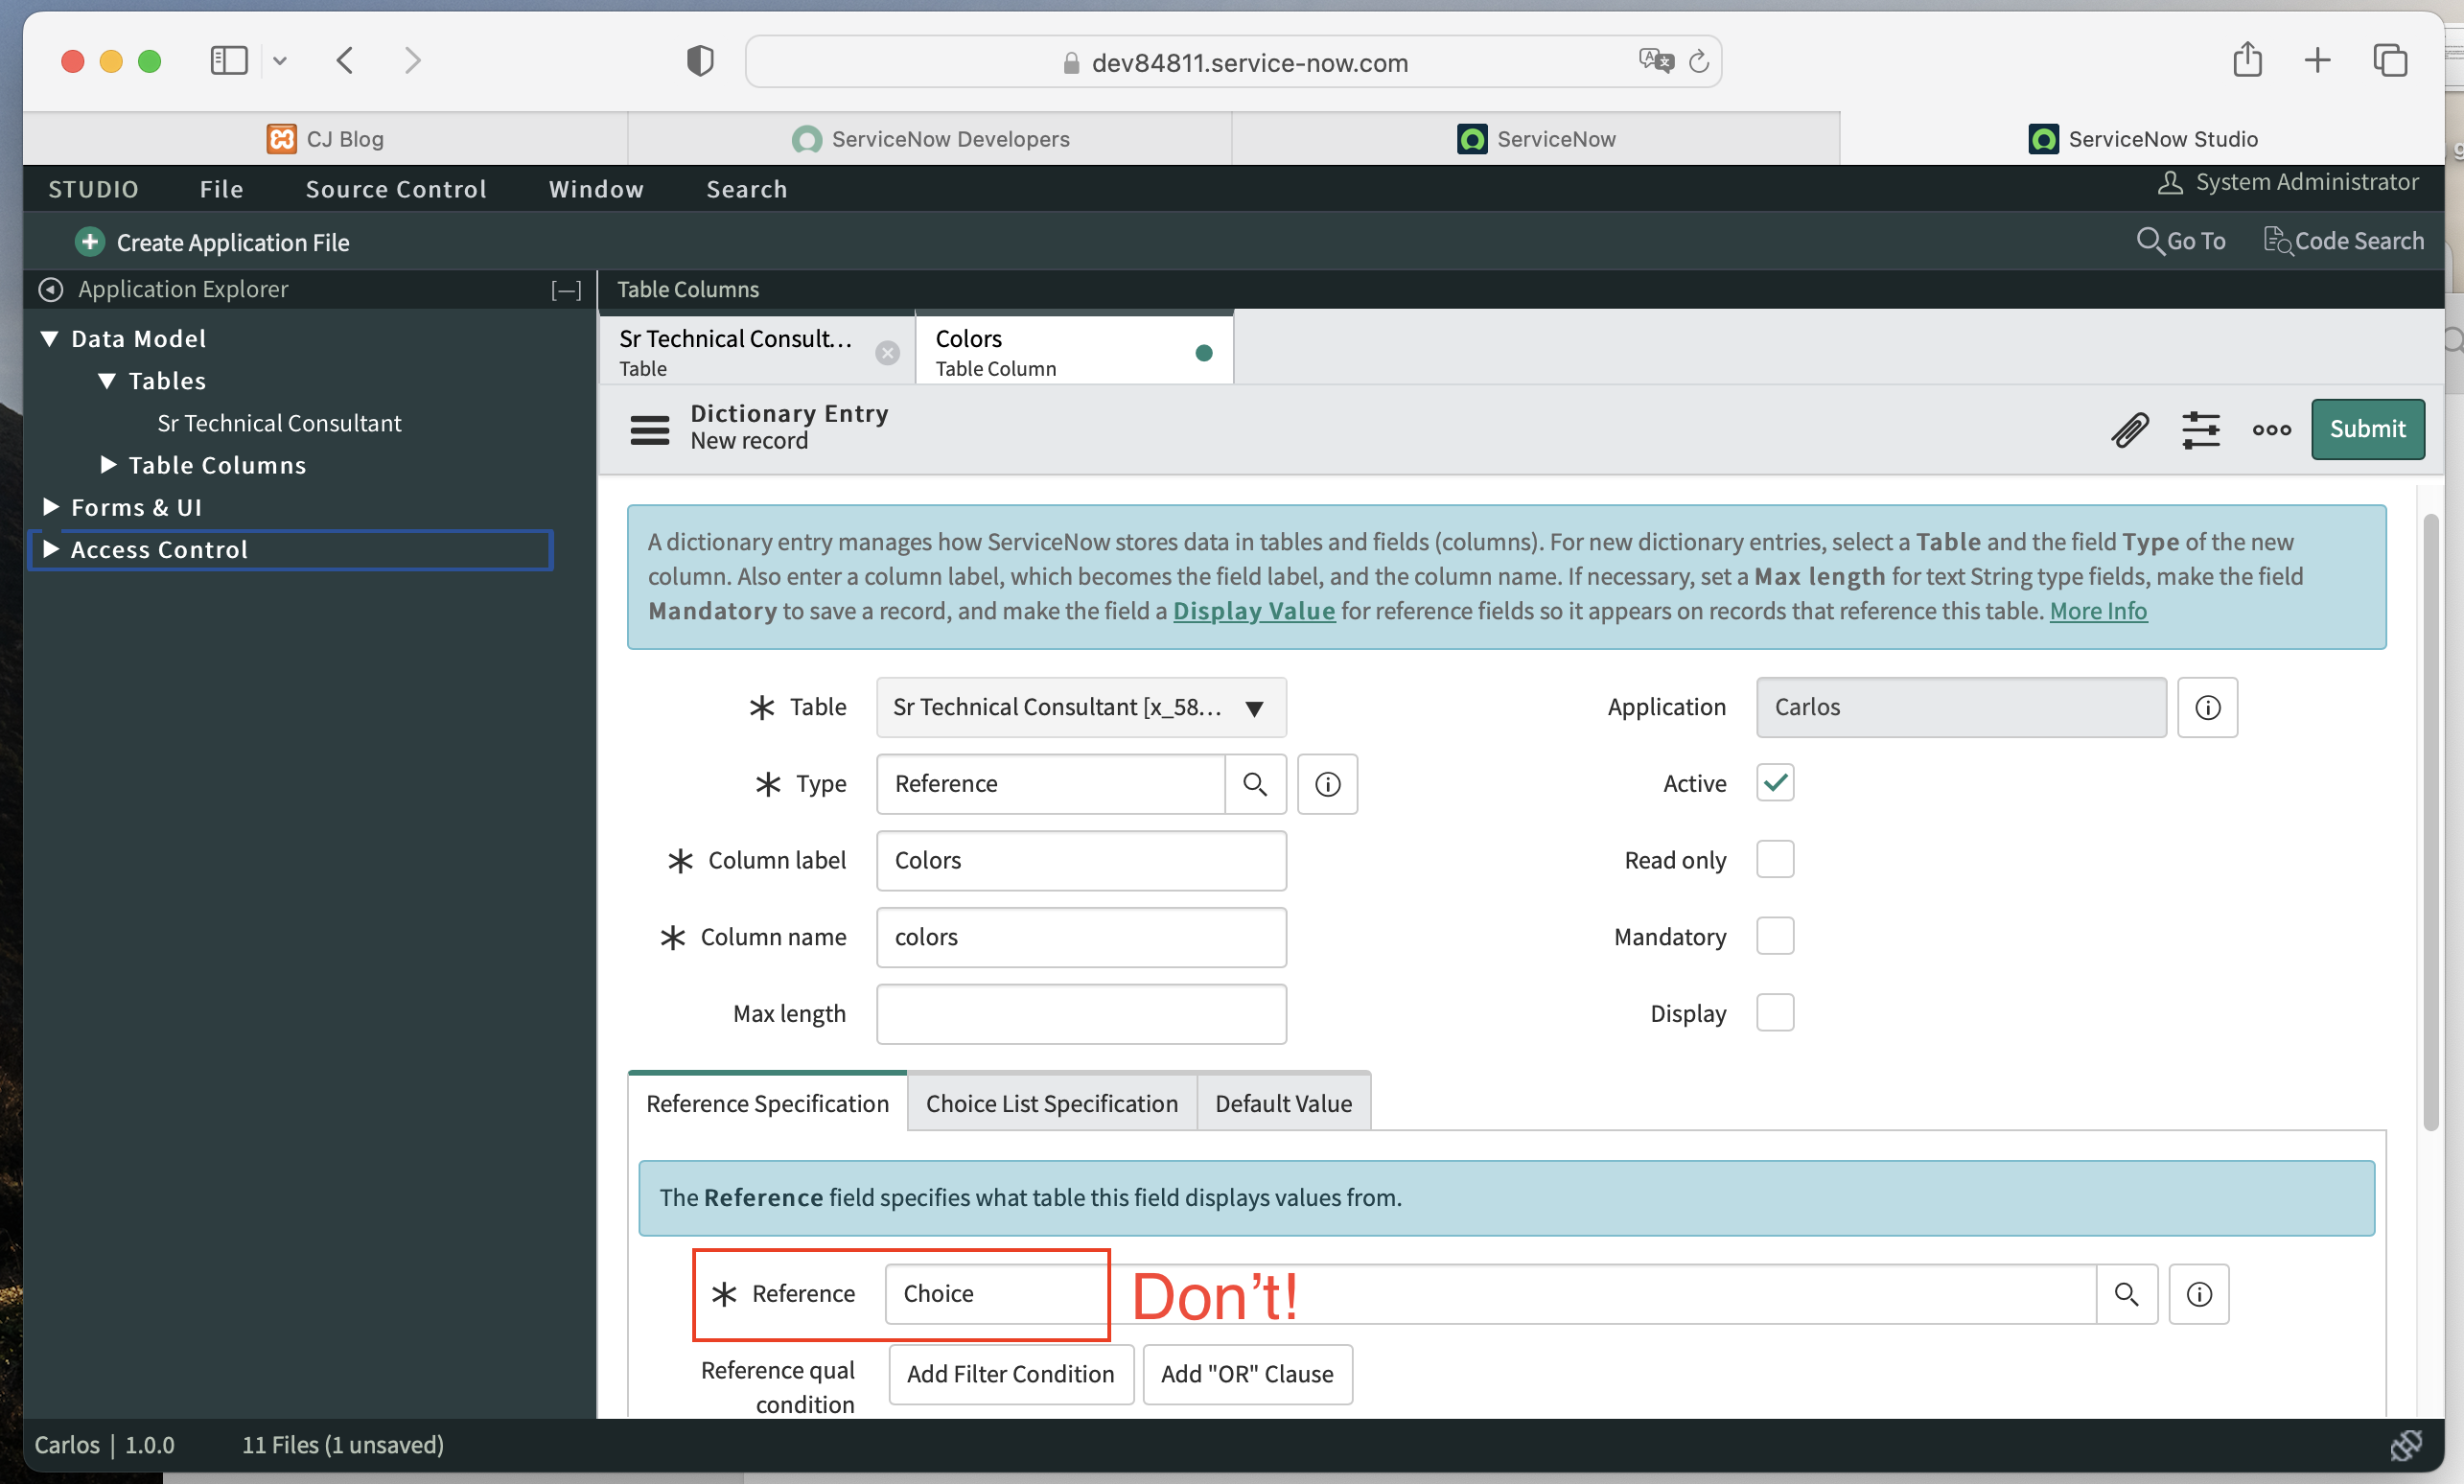 dev84811.service-now.com
CJ Blog
ServiceNow Developers
ServiceNow
ServiceNow Studio
STUDIO File Source Control Window Search
System Administrator
Create Application File
Go To
Code Search
Application Explorer [—]
Table Columns
Data Model
Tables
Sr Technical Consultant
Table Columns
Forms & UI
Access Control
Sr Technical Consult...
Table
Colors
Table Column
Dictionary Entry
New record
Submit
A dictionary entry manages how ServiceNow stores data in tables and fields (columns). For new dictionary entries, select a Table and the field Type of the new
column. Also enter a column label, which becomes the field label, and the column name. If necessary, set a Max length for text String type fields, make the field
Mandatory to save a record, and make the field a Display Value for reference fields so it appears on records that reference this table. More Info
Table Sr Technical Consultant [x_58...
Application Carlos
Type Reference
Active
Column label Colors
Read only
Column name colors
Mandatory
Max length
Display
Reference Specification
Choice List Specification
Default Value
The Reference field specifies what table this field displays values from.
Reference Choice
Don't!
Reference qual
condition
Add Filter Condition
Add "OR" Clause
Carlos | 1.0.0
11 Files (1 unsaved)